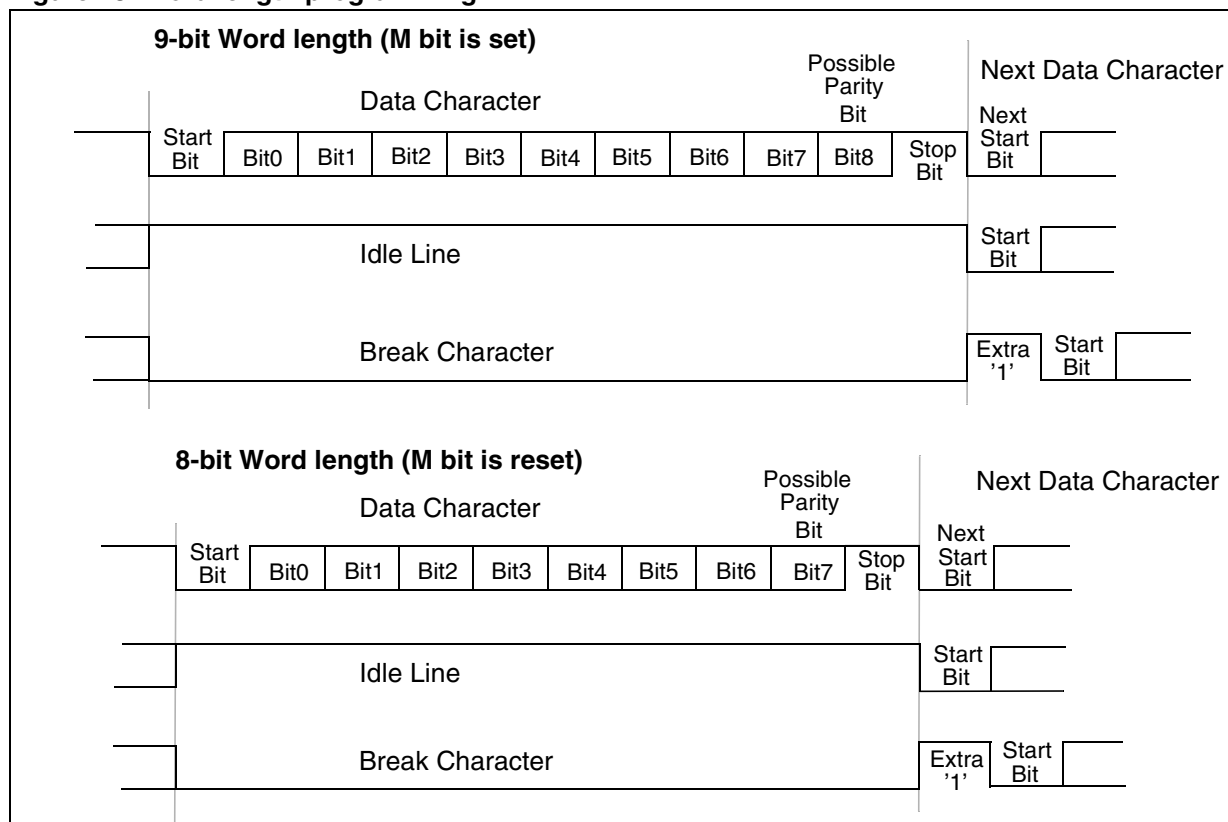 9-bit Word length (M bit is set)
Possible
Parity
Bit
Next Data Character
Data Character
Next
Start
Bit
Start
Bit
Bit0 Bit1 Bit2 Bit3 Bit4 Bit5 Bit6 Bit7 Bit8
Stop
Bit
Idle Line
Start
Bit
Break Character
Extra
'1'
Start
Bit
8-bit Word length (M bit is reset)
Possible
Parity
Bit
Next Data Character
Data Character
Next
Start
Bit
Start
Bit
Bit0 Bit1 Bit2 Bit3 Bit4 Bit5 Bit6 Bit7
Stop
Bit
Idle Line
Start
Bit
Break Character
Extra
'1'
Start
Bit